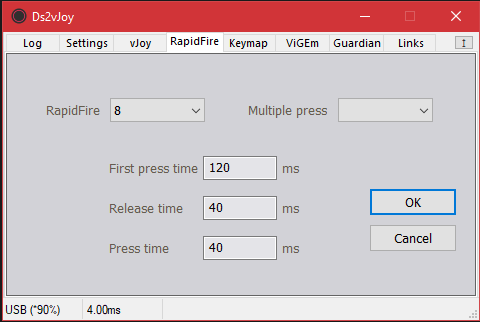 Ds2vJoy
Log Settings vJoy RapidFire Keymap ViGEm Guardian Links
RapidFire 8 Multiple press
First press time 120 ms
Release time 40 ms
OK
Press time 40 ms
Cancel
USB (*90%) 4.00ms